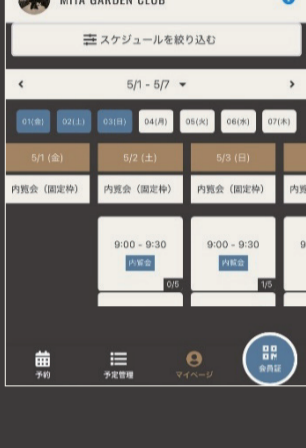 MITA GARDEN CLUB
スケジュールを絞り込む
< 5/1 - 5/7 >
01(金) 02(土) 03(日) 04(月) 05(火) 06(水) 07(木)
5/1 (金) 5/2 (土) 5/3 (日)
内覧会（固定枠） 内覧会（固定枠） 内覧会（固定枠） 内覧
9:00 - 9:30 9:00 - 9:30 9
内覧会 内覧会
0/5 1/5
予約 予定管理 マイページ 会員証